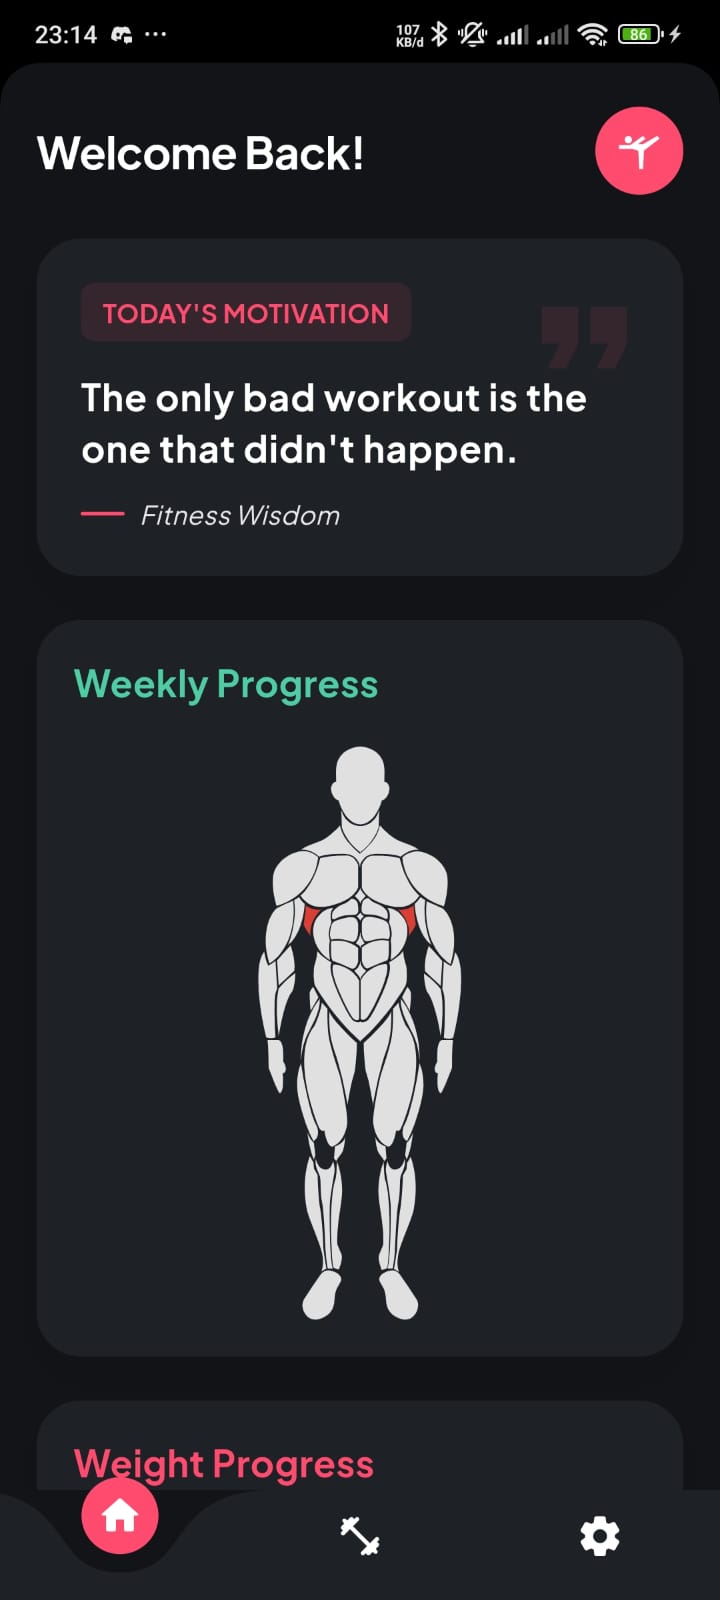 23:14
107
KB/d
86
Welcome Back!
TODAY'S MOTIVATION
The only bad workout is the
one that didn't happen.
Fitness Wisdom
Weekly Progress
Weight Progress